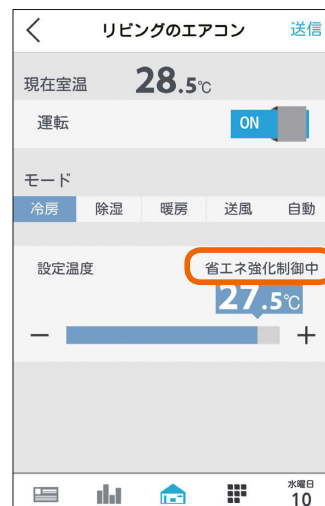 リビングのエアコン 送信
現在室温 28.5℃
運転 ON
モード
冷房 除湿 暖房 送風 自動
設定温度 省エネ強化制御中
27.5℃
− +
水曜日
10